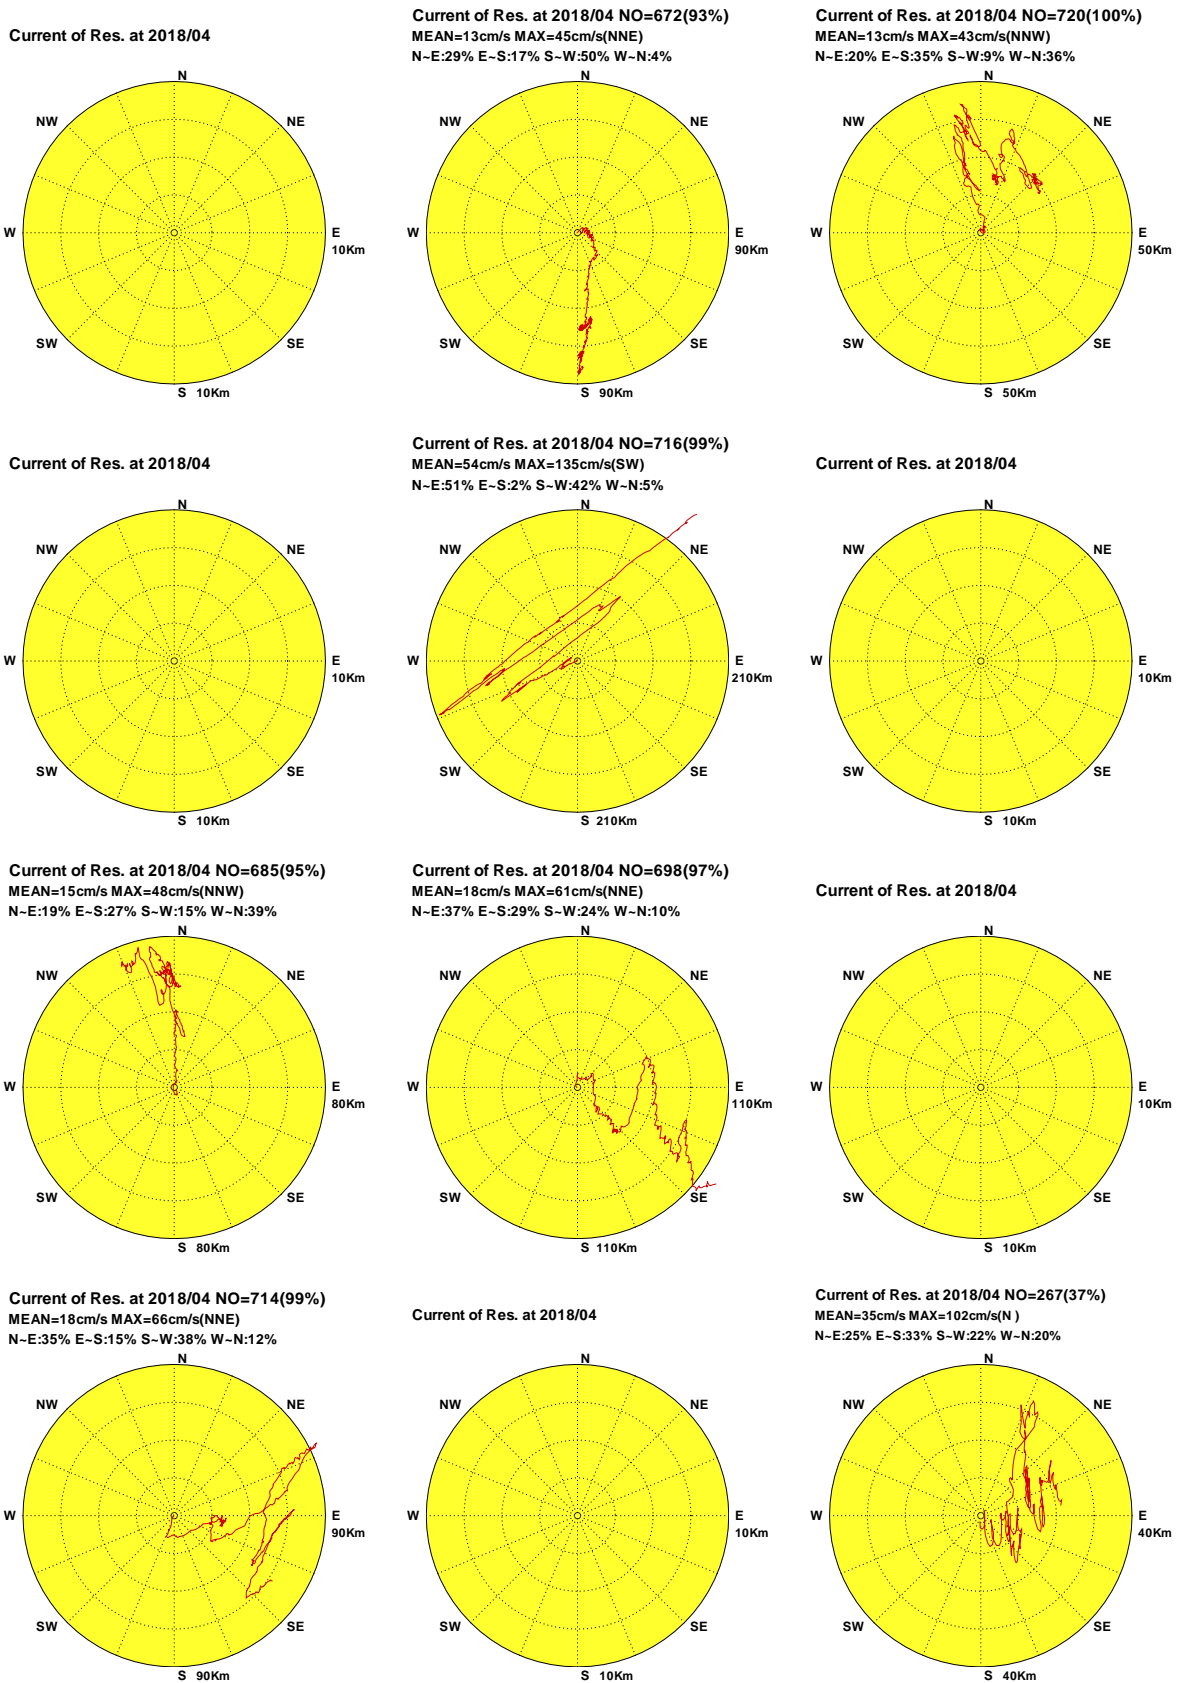 Current of Res. at 2018/04
N
NW
NE
W
E
10Km
SW
SE
S 10Km
Current of Res. at 2018/04 NO=672(93%)
MEAN=13cm/s MAX=45cm/s(NNE)
N~E:29% E~S:17% S~W:50% W~N:4%
N
NW
NE
W
E
90Km
SW
SE
S 90Km
Current of Res. at 2018/04 NO=720(100%)
MEAN=13cm/s MAX=43cm/s(NNW)
N~E:20% E~S:35% S~W:9% W~N:36%
N
NW
NE
W
E
50Km
SW
SE
S 50Km
Current of Res. at 2018/04
N
NW
NE
W
E
10Km
SW
SE
S 10Km
Current of Res. at 2018/04 NO=716(99%)
MEAN=54cm/s MAX=135cm/s(SW)
N~E:51% E~S:2% S~W:42% W~N:5%
N
NW
NE
W
E
210Km
SW
SE
S 210Km
Current of Res. at 2018/04
N
NW
NE
W
E
10Km
SW
SE
S 10Km
Current of Res. at 2018/04 NO=685(95%)
MEAN=15cm/s MAX=48cm/s(NNW)
N~E:19% E~S:27% S~W:15% W~N:39%
N
NW
NE
W
E
80Km
SW
SE
S 80Km
Current of Res. at 2018/04 NO=698(97%)
MEAN=18cm/s MAX=61cm/s(NNE)
N~E:37% E~S:29% S~W:24% W~N:10%
N
NW
NE
W
E
110Km
SW
SE
S 110Km
Current of Res. at 2018/04
N
NW
NE
W
E
10Km
SW
SE
S 10Km
Current of Res. at 2018/04 NO=714(99%)
MEAN=18cm/s MAX=66cm/s(NNE)
N~E:35% E~S:15% S~W:38% W~N:12%
N
NW
NE
W
E
90Km
SW
SE
S 90Km
Current of Res. at 2018/04
N
NW
NE
W
E
10Km
SW
SE
S 10Km
Current of Res. at 2018/04 NO=267(37%)
MEAN=35cm/s MAX=102cm/s(N )
N~E:25% E~S:33% S~W:22% W~N:20%
N
NW
NE
W
E
40Km
SW
SE
S 40Km